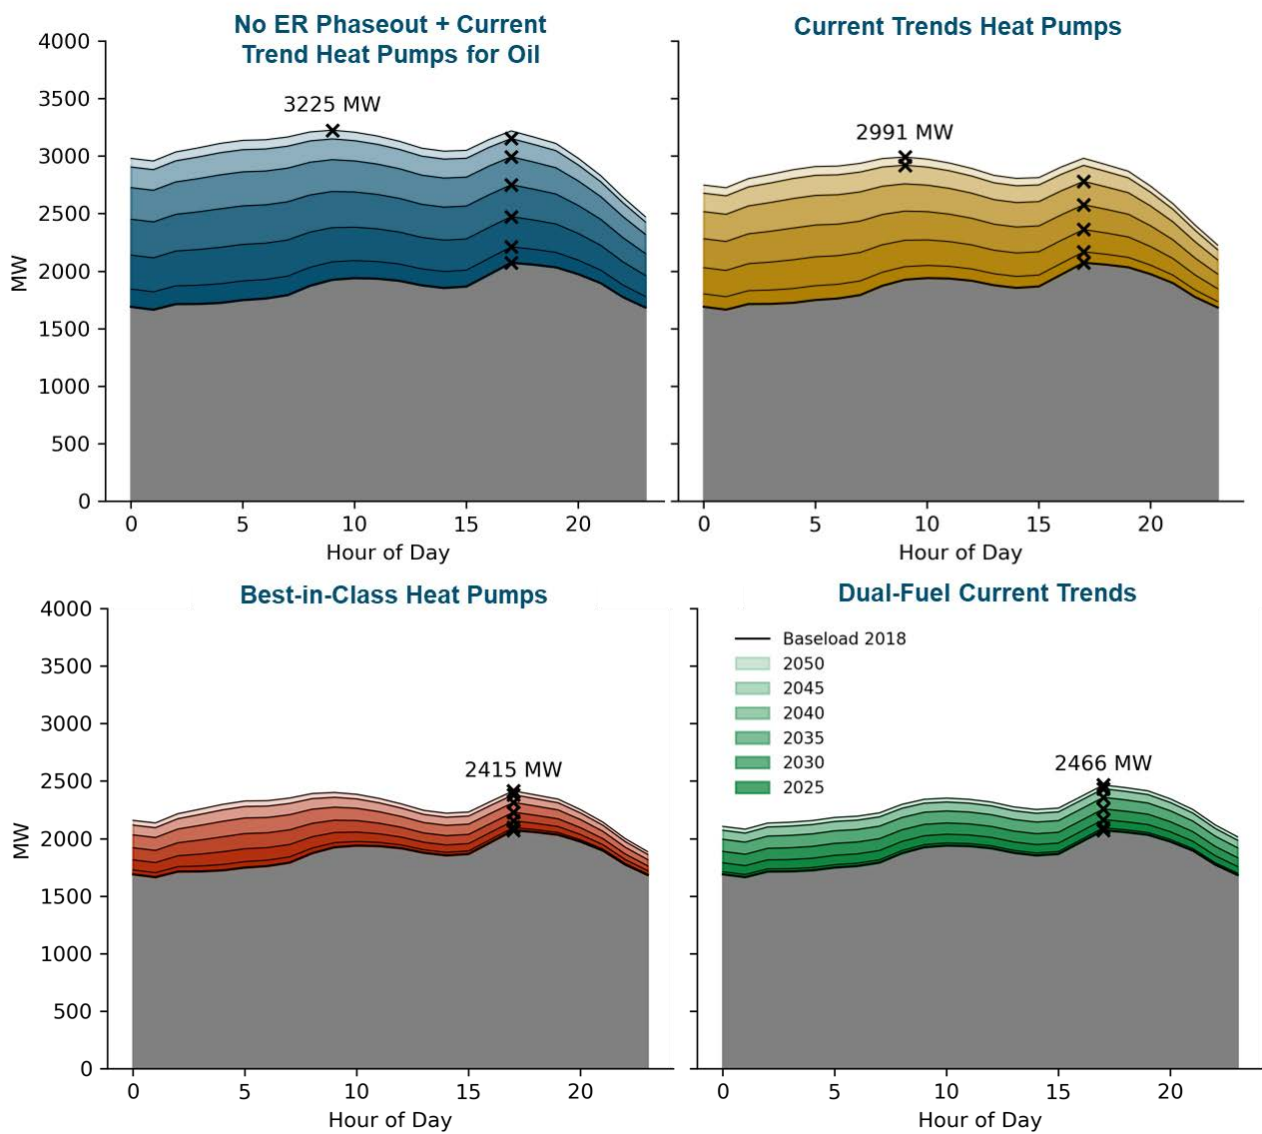 No ER Phaseout + Current
Trend Heat Pumps for Oil
4000
3500
3000
2500
2000
1500
1000
500
0
MW
3225 MW
0 5 10 15 20
Hour of Day
Current Trends Heat Pumps
2991 MW
0 5 10 15 20
Hour of Day
Best-in-Class Heat Pumps
4000
3500
3000
2500
2000
1500
1000
500
0
MW
2415 MW
0 5 10 15 20
Hour of Day
Dual-Fuel Current Trends
Baseload 2018
2050
2045
2040
2035
2030
2025
2466 MW
0 5 10 15 20
Hour of Day